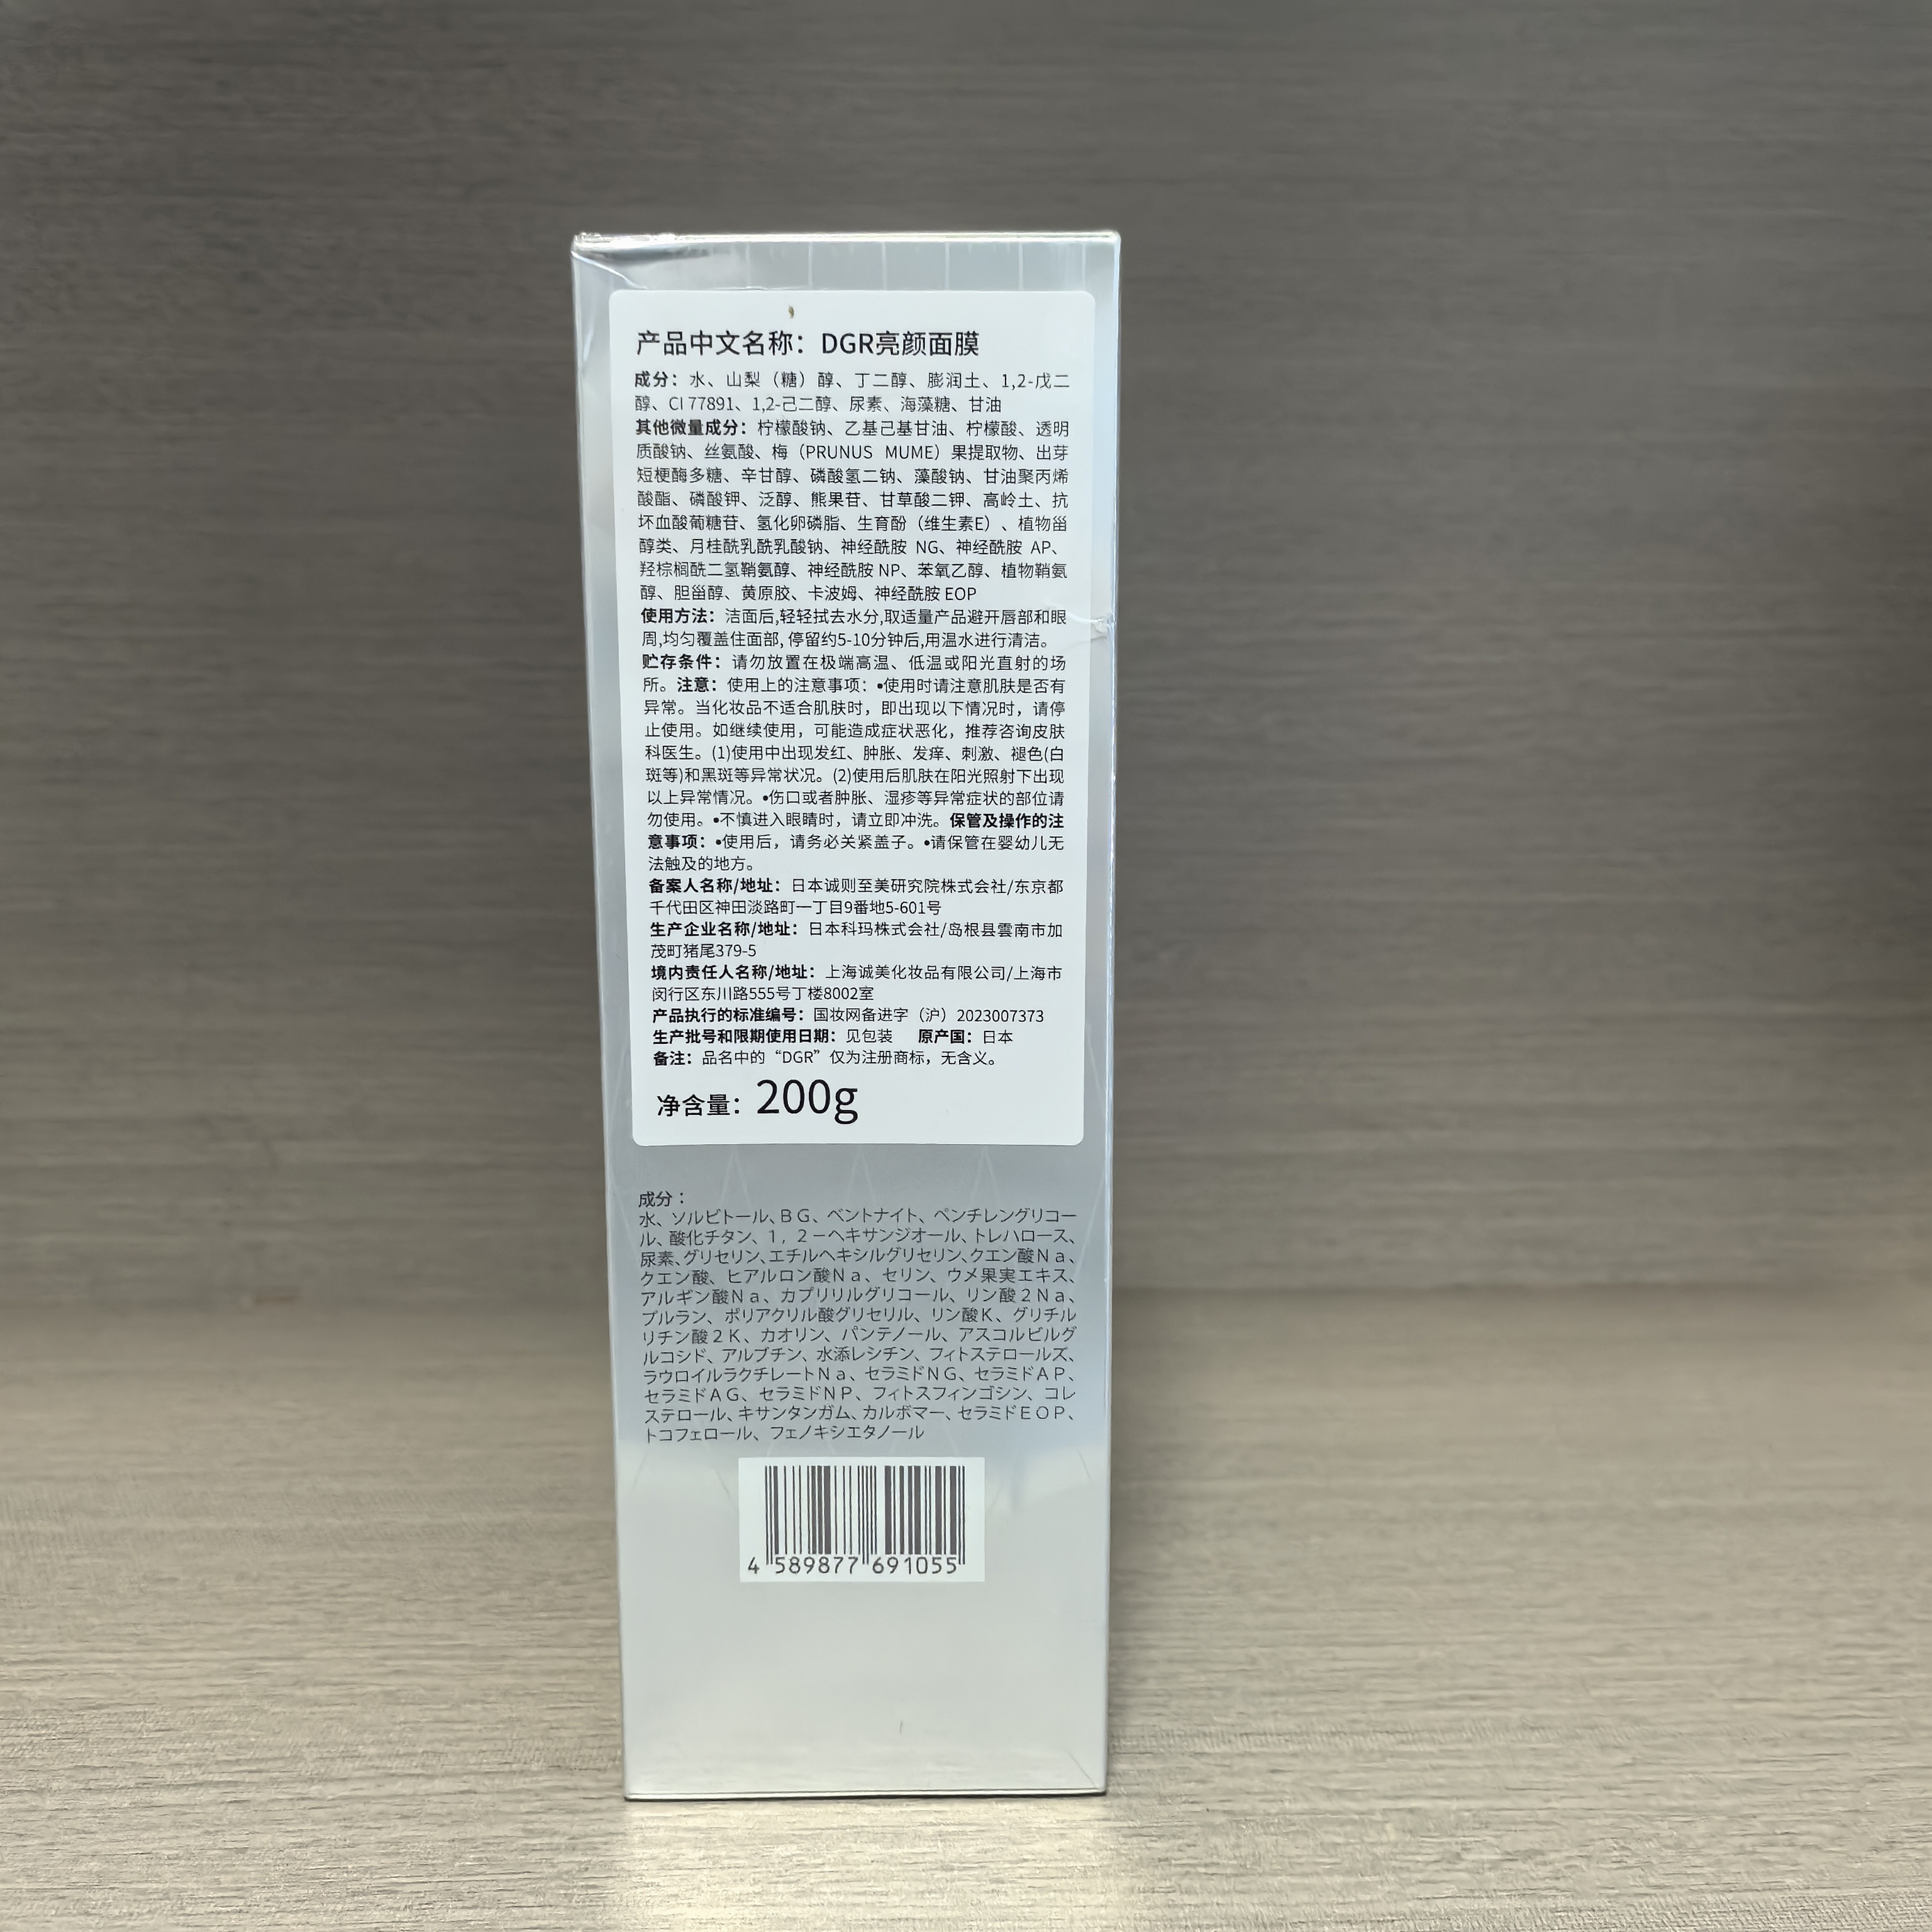 产品中文名称：DGR亮颜面膜
成分：水、山梨（糖）醇、丁二醇、膨润土、1,2-戊二
醇、CI 77891、1,2-己二醇、尿素、海藻糖、甘油
其他微量成分：柠檬酸钠、乙基己基甘油、柠檬酸、透明
质酸钠、丝氨酸、梅（PRUNUS MUME）果提取物、出芽
短梗酶多糖、辛甘醇、磷酸氢二钠、藻酸钠、甘油聚丙烯
酸酯、磷酸钾、泛醇、熊果苷、甘草酸二钾、高岭土、抗
坏血酸葡糖苷、氢化卵磷脂、生育酚（维生素E）、植物甾
醇类、月桂酰乳酰乳酸钠、神经酰胺 NG、神经酰胺 AP、
羟棕榈酰二氢鞘氨醇、神经酰胺 NP、苯氧乙醇、植物鞘氨
醇、胆甾醇、黄原胶、卡波姆、神经酰胺 EOP
使用方法：洁面后,轻轻拭去水分,取适量产品避开唇部和眼
周,均匀覆盖住面部,停留约5-10分钟后,用温水进行清洁。
贮存条件：请勿放置在极端高温、低温或阳光直射的场
所。注意：使用上的注意事项：•使用时请注意肌肤是否有
异常。当化妆品不适合肌肤时，即出现以下情况时，请停
止使用。如继续使用，可能造成症状恶化，推荐咨询皮肤
科医生。(1)使用中出现发红、肿胀、发痒、刺激、褪色(白
斑等)和黑斑等异常状况。(2)使用后肌肤在阳光照射下出现
以上异常情况。•伤口或者肿胀、湿疹等异常症状的部位请
勿使用。•不慎进入眼睛时，请立即冲洗。保管及操作的注
意事项：•使用后，请务必关紧盖子。•请保管在婴幼儿无
法触及的地方。
备案人名称/地址：日本诚则至美研究院株式会社/东京都
千代田区神田淡路町一丁目9番地5-601号
生产企业名称/地址：日本科玛株式会社/岛根县雲南市加
茂町猪尾379-5
境内责任人名称/地址：上海诚美化妆品有限公司/上海市
闵行区东川路555号丁楼8002室
产品执行的标准编号：国妆网备进字（沪）2023007373
生产批号和限期使用日期：见包装 原产国：日本
备注：品名中的“DGR”仅为注册商标，无含义。
净含量：200g
成分：
水、ソルビトール、ＢＧ、ベントナイト、ペンチレングリコー
ル、酸化チタン、１，２－ヘキサンジオール、トレハロース、
尿素、グリセリン、エチルヘキシルグリセリン、クエン酸Ｎａ、
クエン酸、ヒアルロン酸Ｎａ、セリン、ウメ果実エキス、
アルギン酸Ｎａ、カプリリルグリコール、リン酸２Ｎａ、
プルラン、ポリアクリル酸グリセリル、リン酸Ｋ、グリチル
リチン酸２Ｋ、カオリン、パンテノール、アスコルビルグ
ルコシド、アルブチン、水添レシチン、フィトステロールズ、
ラウロイルラクチレートＮａ、セラミドＮＧ、セラミドＡＰ、
セラミドＡＧ、セラミドＮＰ、フィトスフィンゴシン、コレ
ステロール、キサンタンガム、カルボマー、セラミドＥＯＰ、
トコフェロール、フェノキシエタノール
4 589877 691055